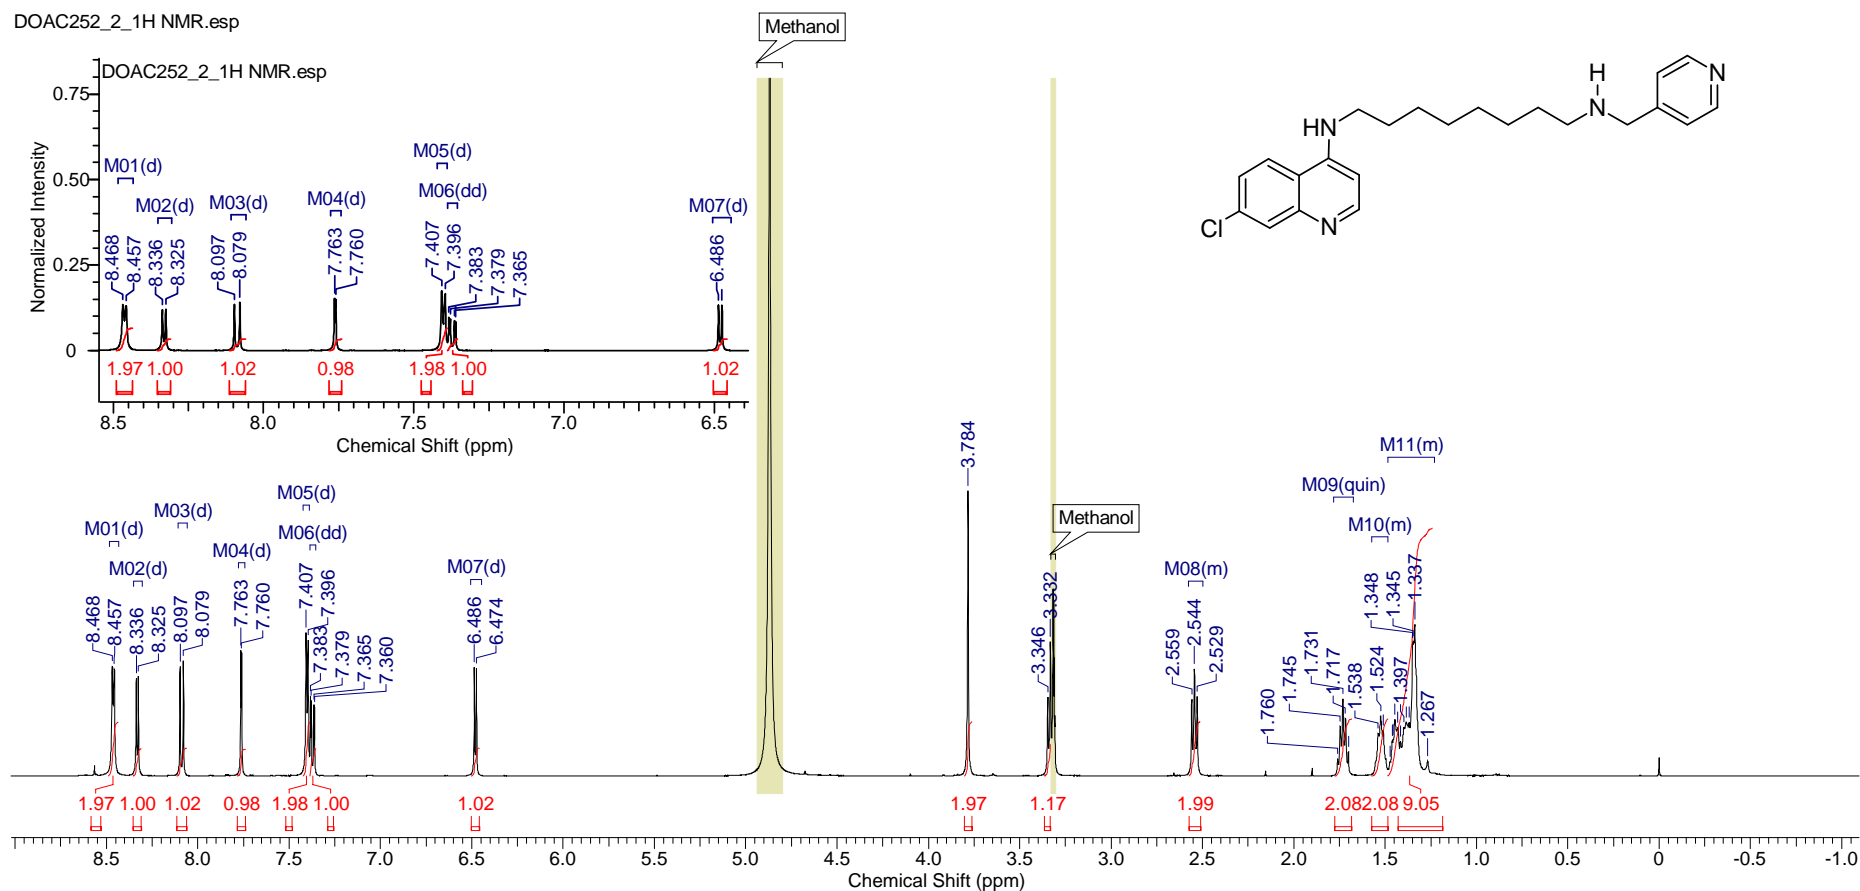 DOAC252_2_1H NMR.esp
Methanol
DOAC252_2_1H NMR.esp
Normalized Intensity
0.75
0.50
0.25
0
M01(d)
M02(d)
M03(d)
M04(d)
M05(d)
M06(dd)
M07(d)
8.468
8.457
8.336
8.325
8.097
8.079
7.763
7.760
7.407
7.396
7.383
7.379
7.365
6.486
1.97 1.00 1.02 0.98 1.98 1.00 1.02
8.5 8.0 7.5 7.0 6.5
Chemical Shift (ppm)
H
N
N
HN
Cl
N
Methanol
M01(d)
M02(d)
M03(d)
M04(d)
M05(d)
M06(dd)
M07(d)
M08(m)
M09(quin)
M10(m)
M11(m)
8.468
8.457
8.336
8.325
8.097
8.079
7.763
7.760
7.407
7.396
7.383
7.379
7.365
7.360
6.486
6.474
3.784
3.346
3.332
2.559
2.544
2.529
1.760
1.745
1.731
1.717
1.538
1.524
1.397
1.348
1.345
1.337
1.267
1.97 1.00 1.02 0.98 1.98 1.00 1.02 1.97 1.17 1.99 2.08 2.08 9.05
8.5 8.0 7.5 7.0 6.5 6.0 5.5 5.0 4.5 4.0 3.5 3.0 2.5 2.0 1.5 1.0 0.5 0 -0.5 -1.0
Chemical Shift (ppm)